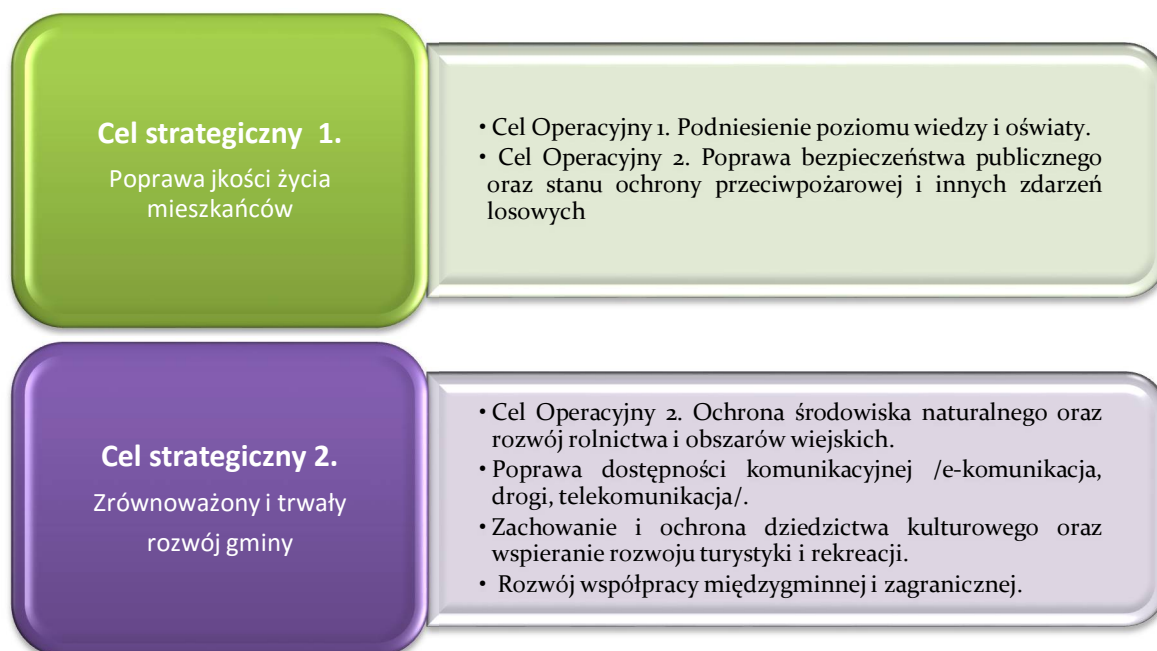 Cel strategiczny 1.
Poprawa jkości życia
mieszkańców
• Cel Operacyjny 1. Podniesienie poziomu wiedzy i oświaty.
• Cel Operacyjny 2. Poprawa bezpieczeństwa publicznego
oraz stanu ochrony przeciwpożarowej i innych zdarzeń
losowych
Cel strategiczny 2.
Zrównoważony i trwały
rozwój gminy
• Cel Operacyjny 2. Ochrona środowiska naturalnego oraz
rozwój rolnictwa i obszarów wiejskich.
• Poprawa dostępności komunikacyjnej /e-komunikacja,
drogi, telekomunikacja/.
• Zachowanie i ochrona dziedzictwa kulturowego oraz
wspieranie rozwoju turystyki i rekreacji.
• Rozwój współpracy międzygminnej i zagranicznej.